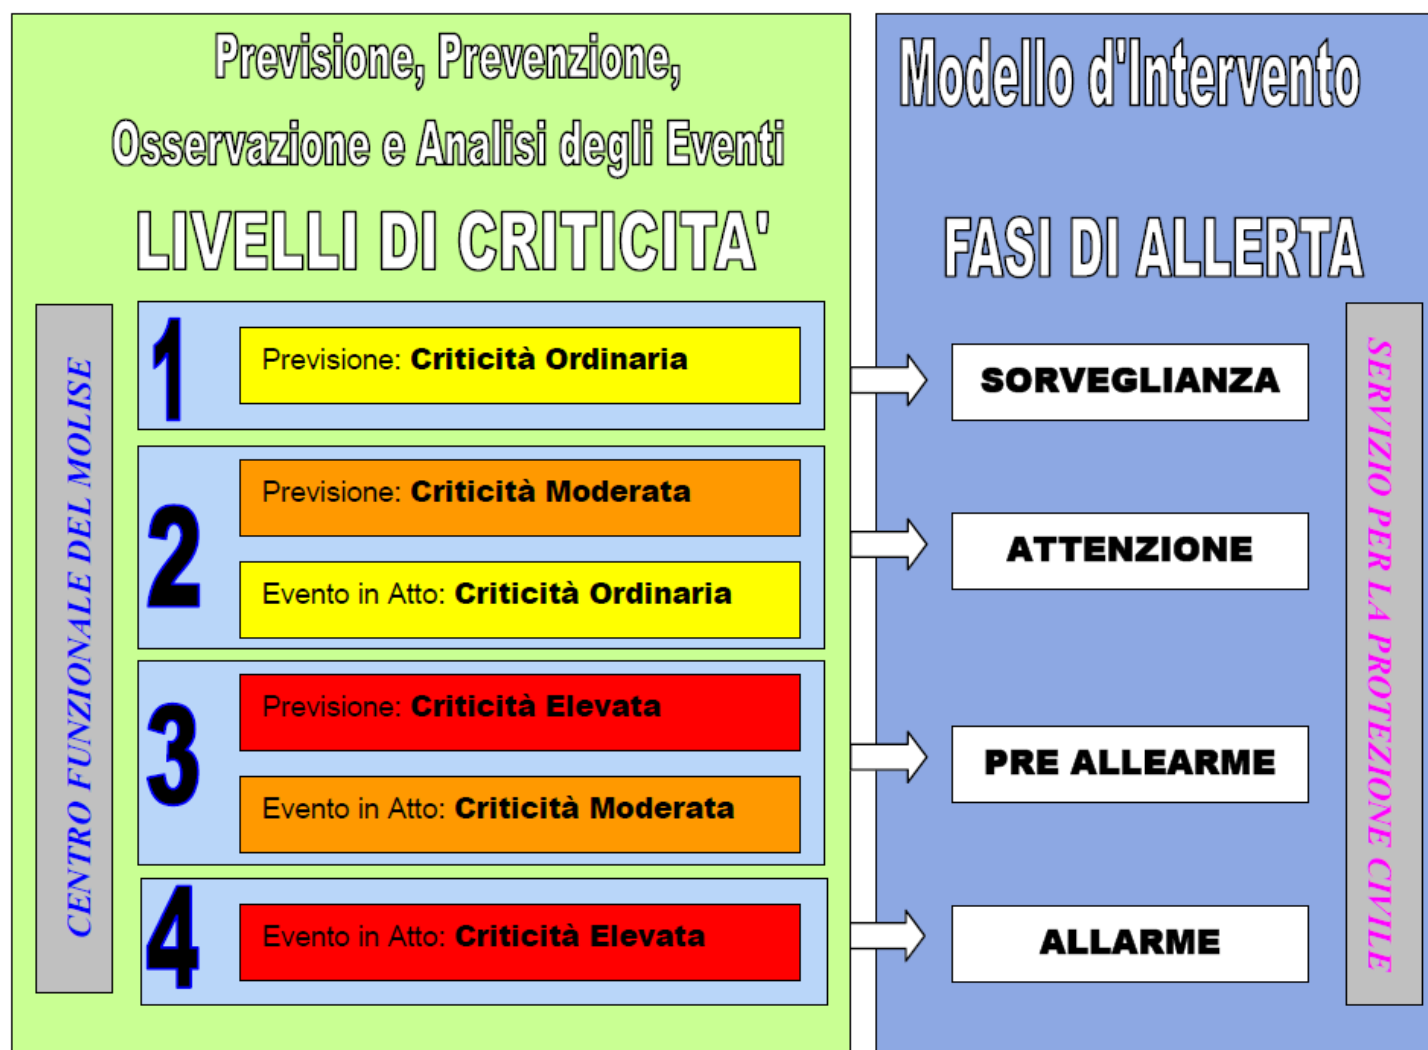 Previsione, Prevenzione,
Osservazione e Analisi degli Eventi
LIVELLI DI CRITICITA'
CENTRO FUNZIONALE DEL MOLISE
1
Previsione: Criticità Ordinaria
2
Previsione: Criticità Moderata
Evento in Atto: Criticità Ordinaria
3
Previsione: Criticità Elevata
Evento in Atto: Criticità Moderata
4
Evento in Atto: Criticità Elevata
Modello d'Intervento
FASI DI ALLERTA
SORVEGLIANZA
ATTENZIONE
PRE ALLEARME
ALLARME
SERVIZIO PER LA PROTEZIONE CIVILE